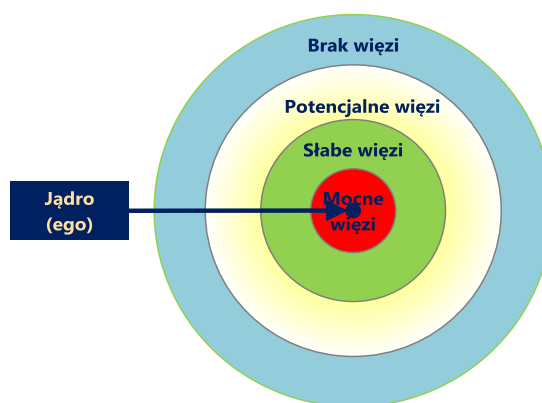 Brak więzi
Potencjalne więzi
Słabe więzi
Mocne
więzi
Jądro
(ego)